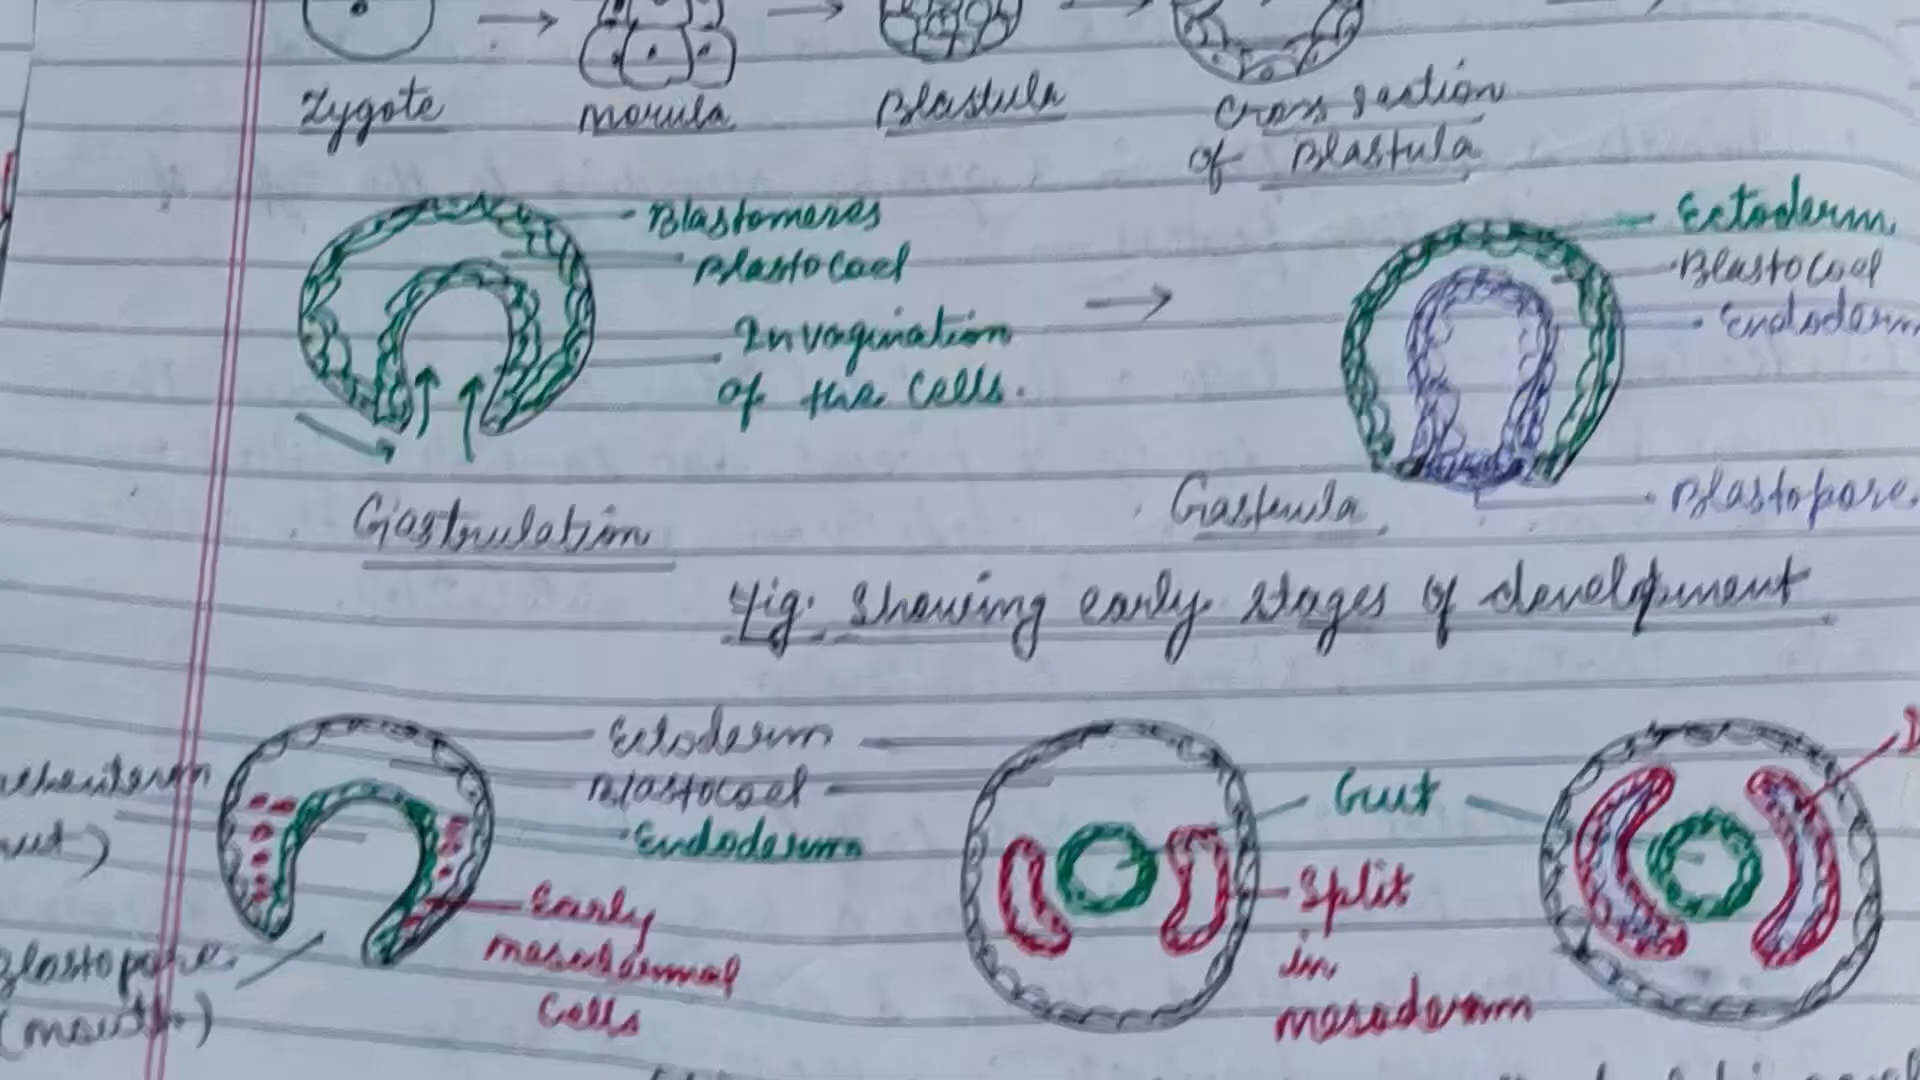 Zygote
morula
Blastula
Cross section
of Blastula
Blastomeres
Blastocoel
Invagination
of the cells.
Gastrulation
Ectoderm
Blastocoel
Endoderm
Blastopore
Gastrula
Fig: Showing early stages of development
Ectoderm
Blastocoel
Endoderm
Early
mesodermal
cells
Blastopore
(mouth)
Gut
Split
in
mesoderm